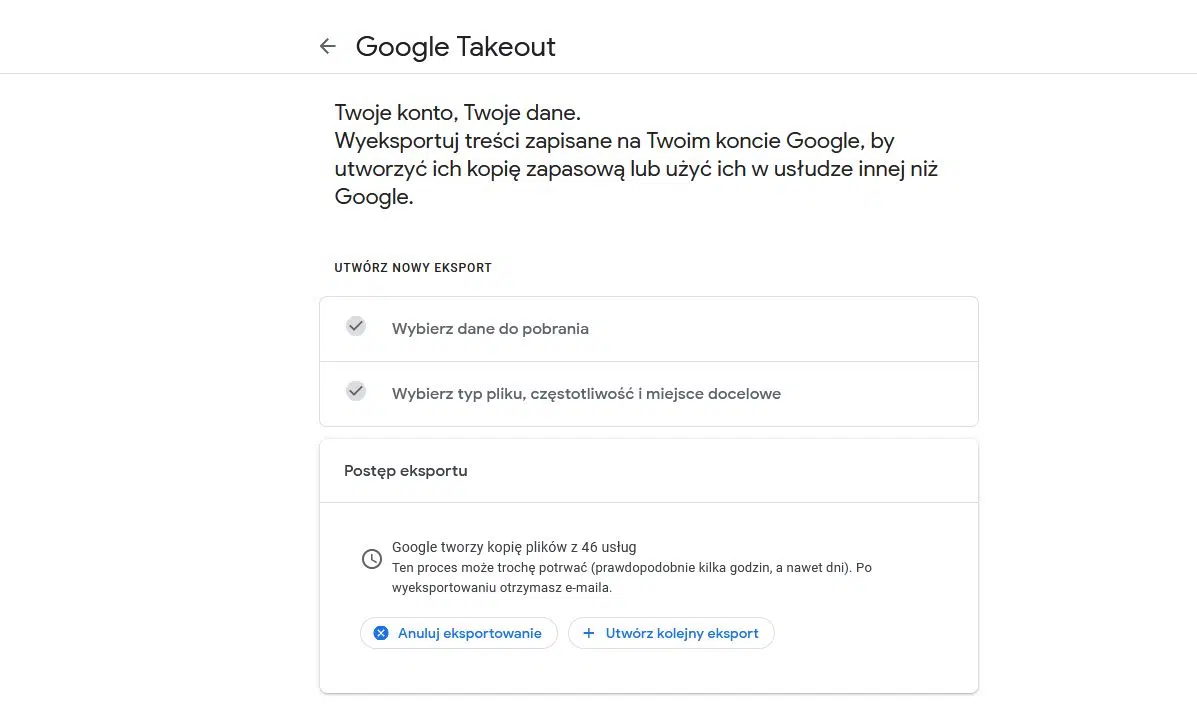 Google Takeout
Twoje konto, Twoje dane.
Wyeksportuj treści zapisane na Twoim koncie Google, by
utworzyć ich kopię zapasową lub użyć ich w usłudze innej niż
Google.
UTWÓRZ NOWY EKSPORT
Wybierz dane do pobrania
Wybierz typ pliku, częstotliwość i miejsce docelowe
Postęp eksportu
Google tworzy kopię plików z 46 usług
Ten proces może trochę potrwać (prawdopodobnie kilka godzin, a nawet dni). Po
wyeksportowaniu otrzymasz e-maila.
Anuluj eksportowanie
Utwórz kolejny eksport